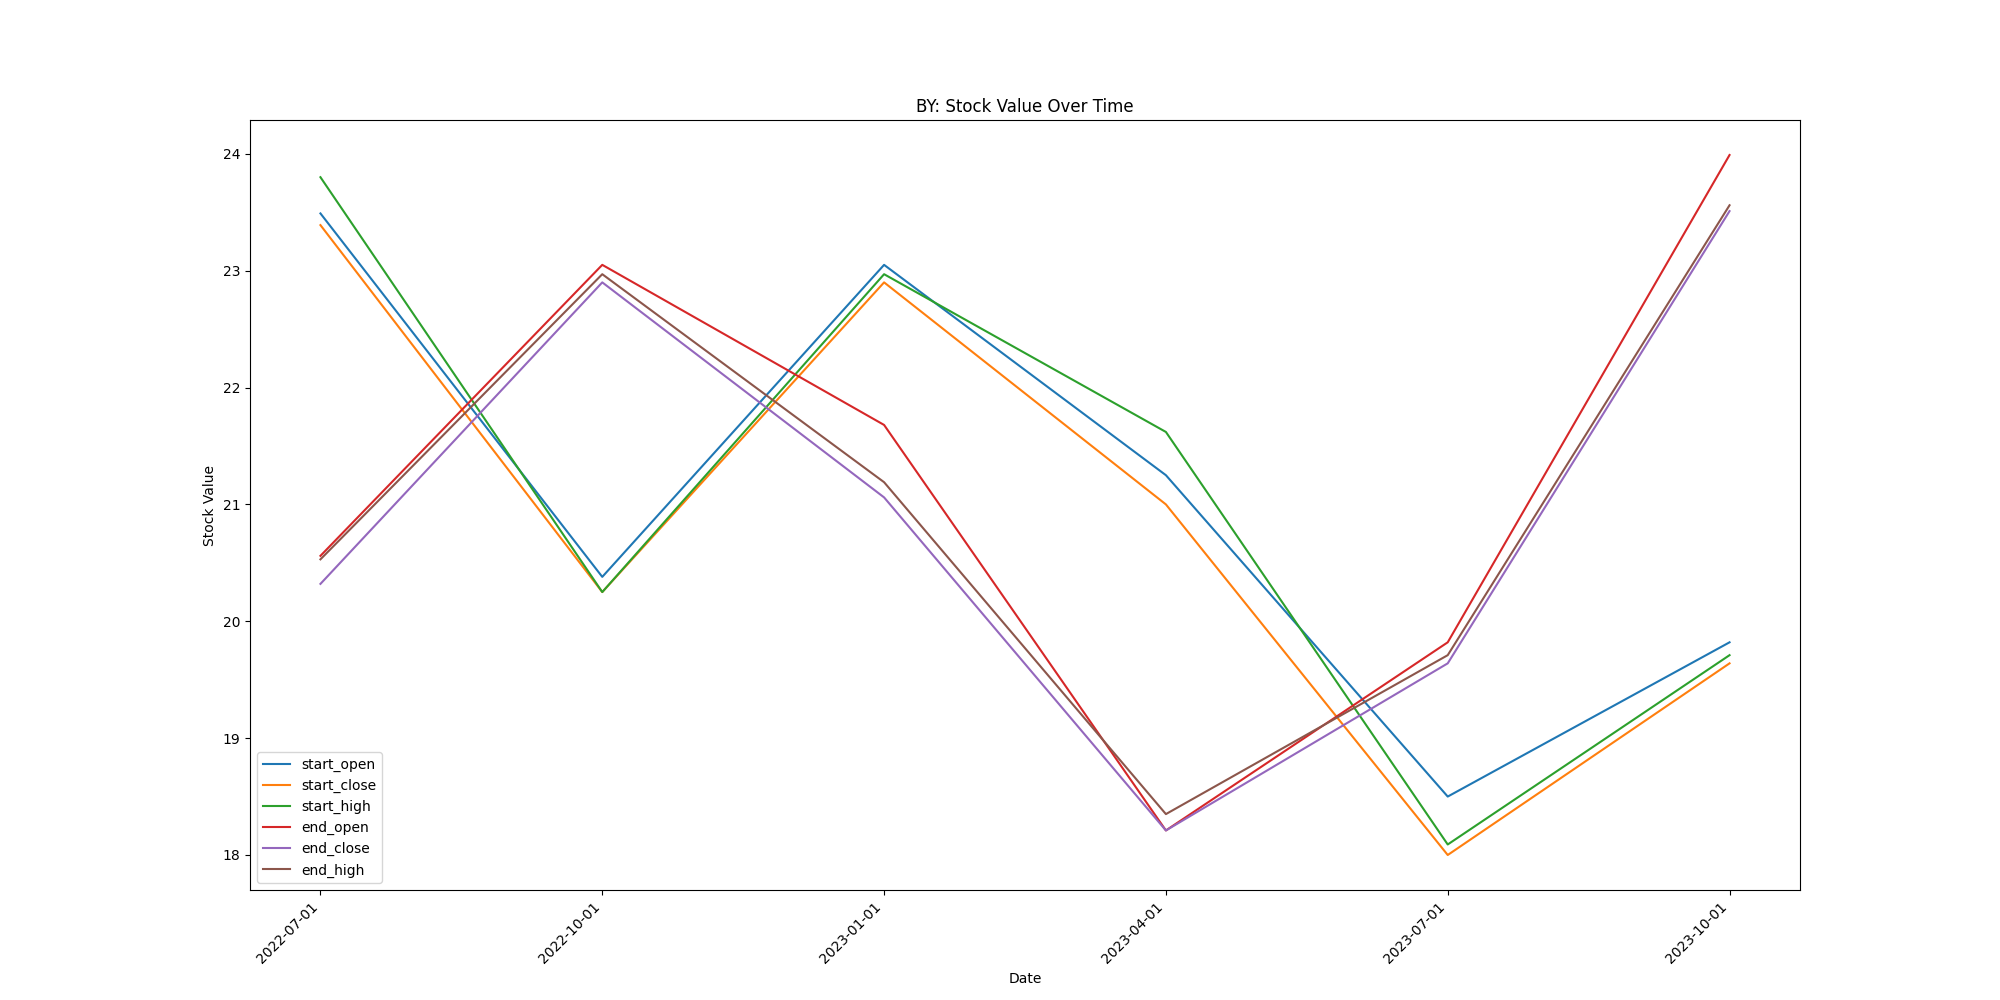 BY: Stock Value Over Time
Stock Value
24
23
22
21
20
19
18
start_open
start_close
start_high
end_open
end_close
end_high
2022-07-01
2022-10-01
2023-01-01
2023-04-01
2023-07-01
2023-10-01
Date